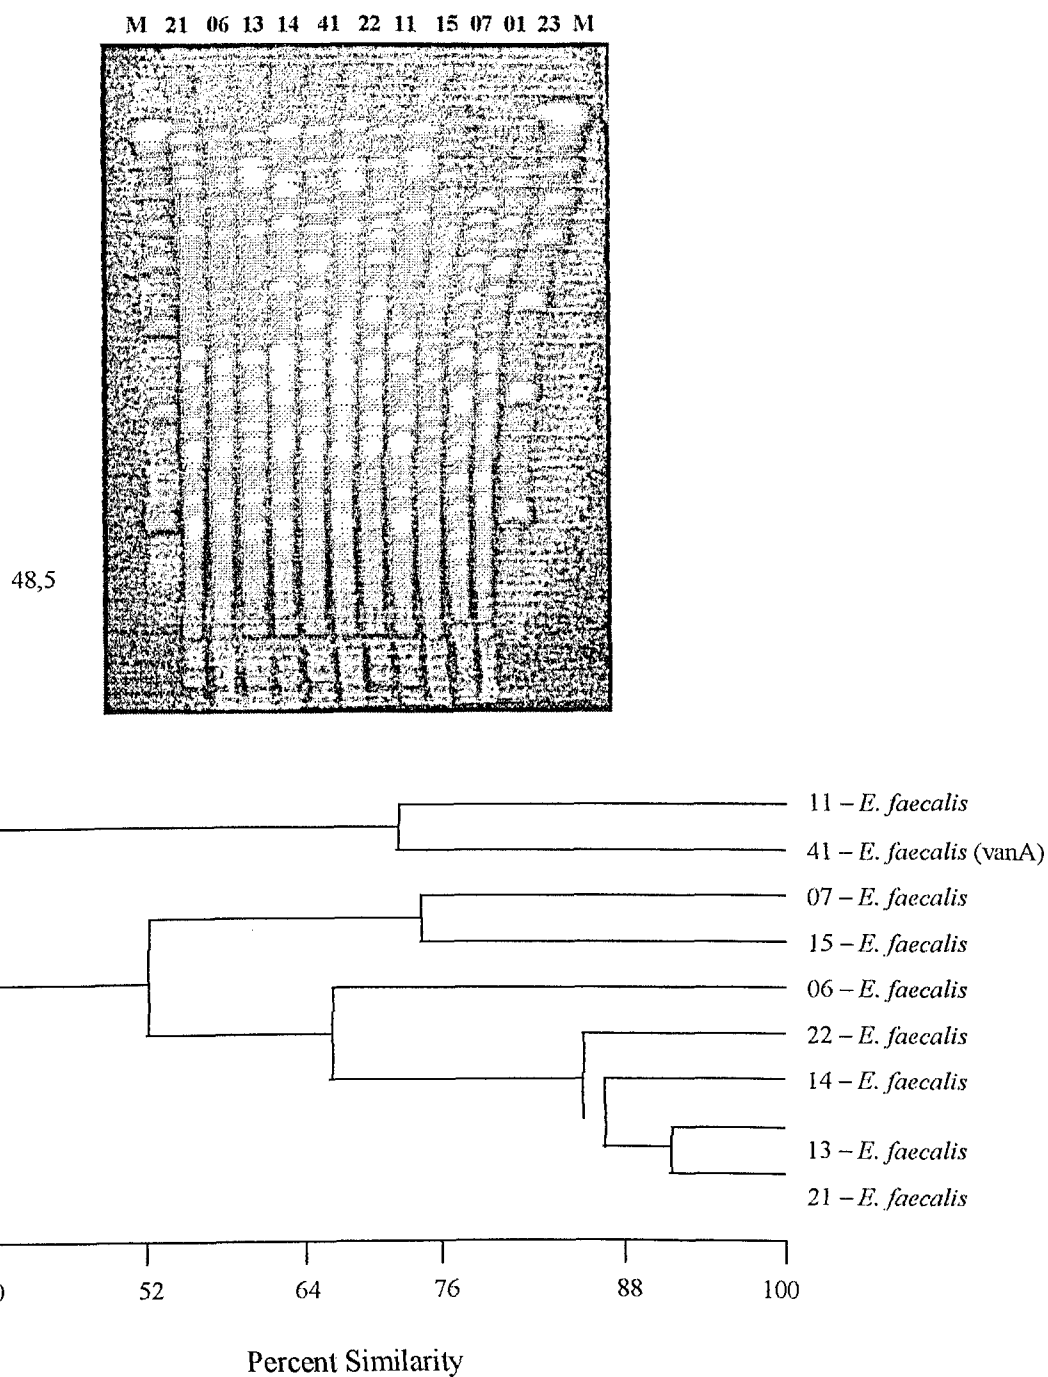 M 21 06 13 14 41 22 11 15 07 01 23 M
48,5
11 – E. faecalis
41 – E. faecalis (vanA)
07 – E. faecalis
15 – E. faecalis
06 – E. faecalis
22 – E. faecalis
14 – E. faecalis
13 – E. faecalis
21 – E. faecalis
52 64 76 88 100
Percent Similarity